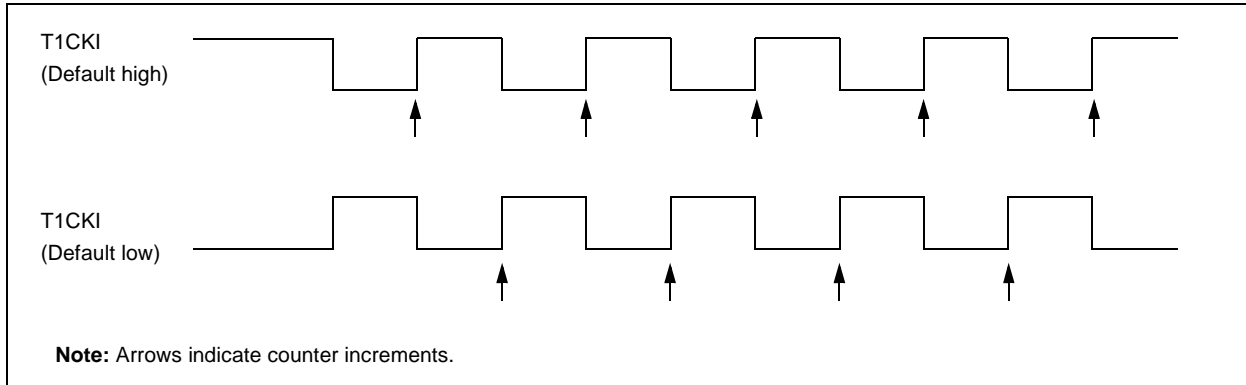 T1CKI
(Default high)
T1CKI
(Default low)
Note: Arrows indicate counter increments.